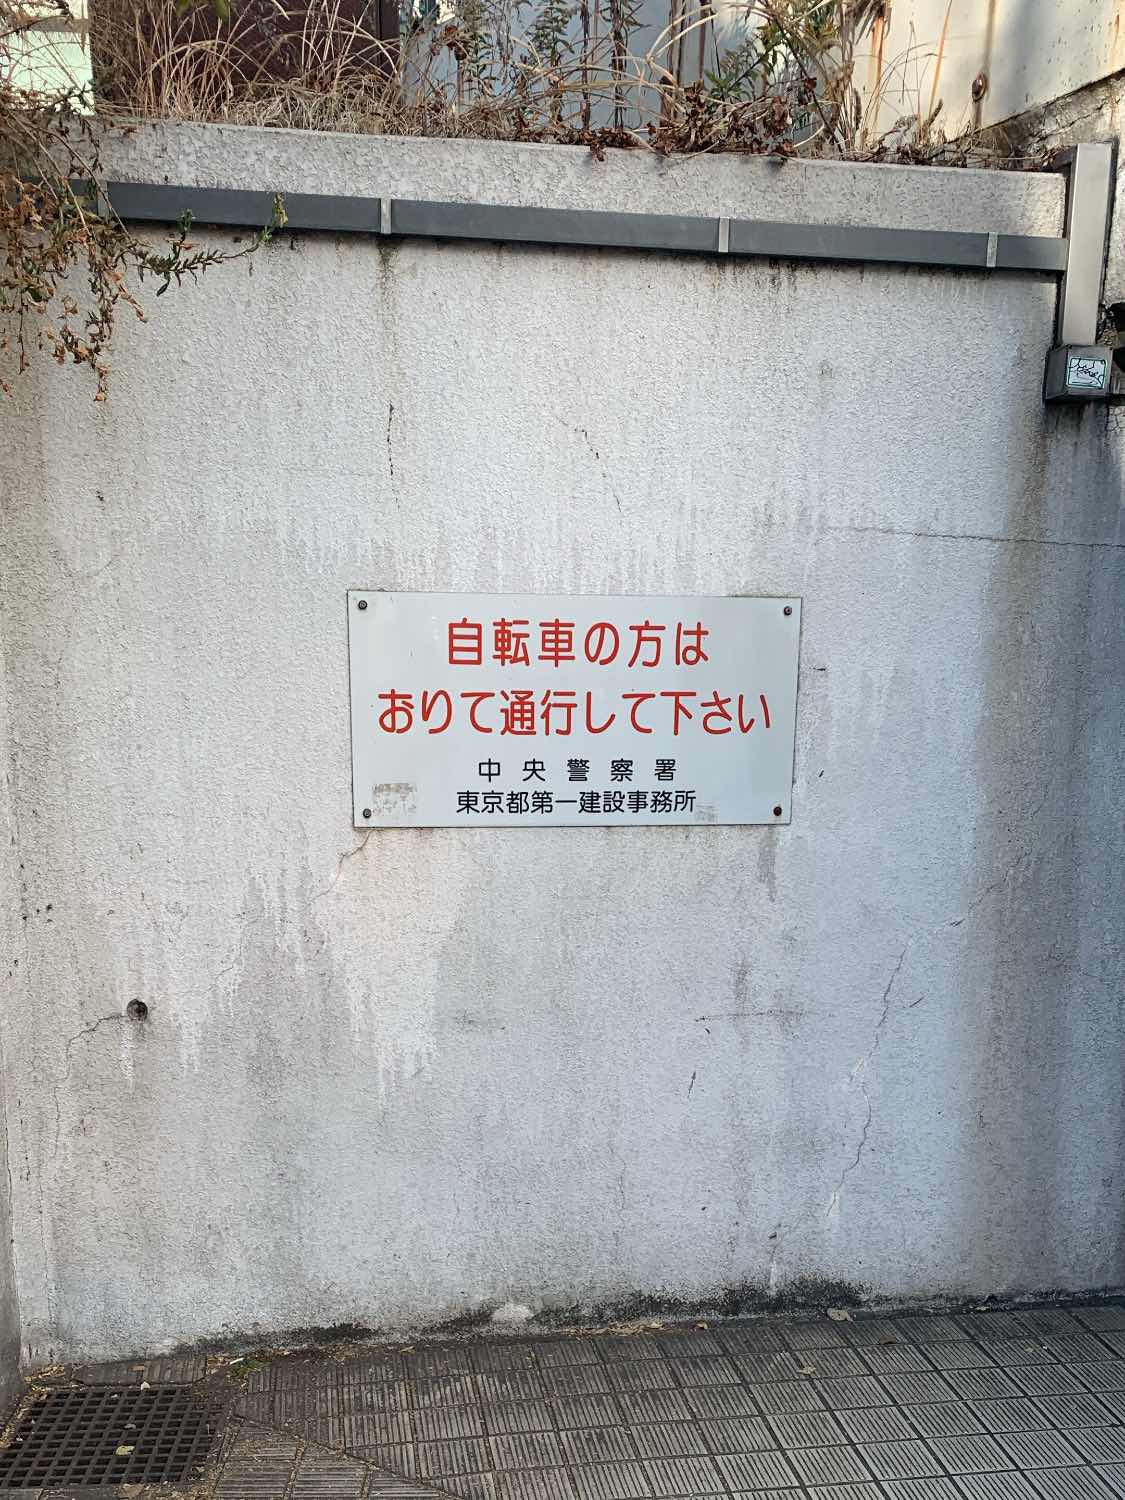 自転車の方は
おりて通行して下さい
中央警察署
東京都第一建設事務所